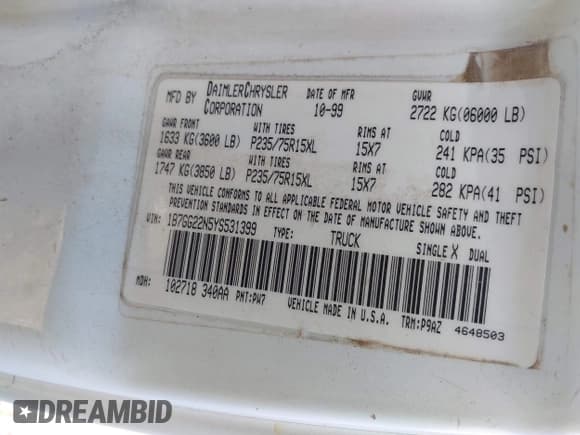 MFD BY DAIMLERCHRYSLER CORPORATION DATE OF MFR 10-99 GVWR 2722 KG(06000 LB)
GAWR FRONT WITH TIRES RIMS AT COLD
1633 KG(3600 LB) P235/75R15XL 15X7 241 KPA(35 PSI)
GAWR REAR WITH TIRES RIMS AT COLD
1747 KG(3850 LB) P235/75R15XL 15X7 282 KPA(41 PSI)
THIS VEHICLE CONFORMS TO ALL APPLICABLE FEDERAL MOTOR VEHICLE SAFETY AND THEFT
PREVENTION STANDARDS IN EFFECT ON THE DATE OF MANUFACTURE SHOWN ABOVE.
VIN: 1B7GG22N5YS531399 TYPE: TRUCK SINGLE X DUAL
MDH: 102718 340AA PNT:PW7 VEHICLE MADE IN U.S.A. TRM:P9AZ 4648503
DREAMBID